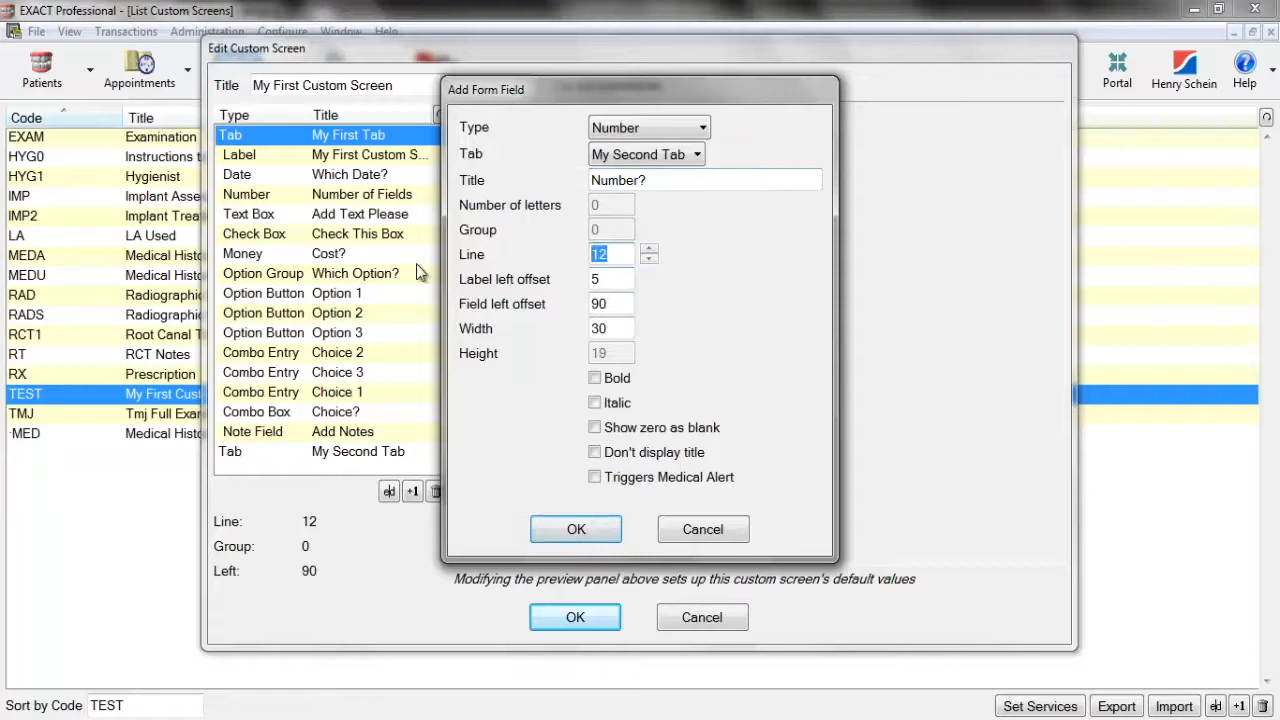 EXACT Professional - [List Custom Screens]
File View Transactions Administration Configure Window Help
Patients
Appointments
Portal
Henry Schein
Help
Code Title
EXAM Examination
HYG0 Instructions t
HYG1 Hygienist
IMP Implant Asse
IMP2 Implant Trea
LA LA Used
MEDA Medical Histo
MEDU Medical Histo
RAD Radiographic
RADS Radiographic
RCT1 Root Canal T
RT RCT Notes
RX Prescription
TEST My First Cust
TMJ Tmj Full Exa
·MED Medical Histo
Edit Custom Screen
Title My First Custom Screen
Type Title
Tab My First Tab
Label My First Custom S...
Date Which Date?
Number Number of Fields
Text Box Add Text Please
Check Box Check This Box
Money Cost?
Option Group Which Option?
Option Button Option 1
Option Button Option 2
Option Button Option 3
Combo Entry Choice 2
Combo Entry Choice 3
Combo Entry Choice 1
Combo Box Choice?
Note Field Add Notes
Tab My Second Tab
+1
Line: 12
Group: 0
Left: 90
Add Form Field
Type Number
Tab My Second Tab
Title Number?
Number of letters 0
Group 0
Line 12
Label left offset 5
Field left offset 90
Width 30
Height 19
Bold
Italic
Show zero as blank
Don't display title
Triggers Medical Alert
OK Cancel
Modifying the preview panel above sets up this custom screen's default values
OK Cancel
Sort by Code TEST
Set Services Export Import +1